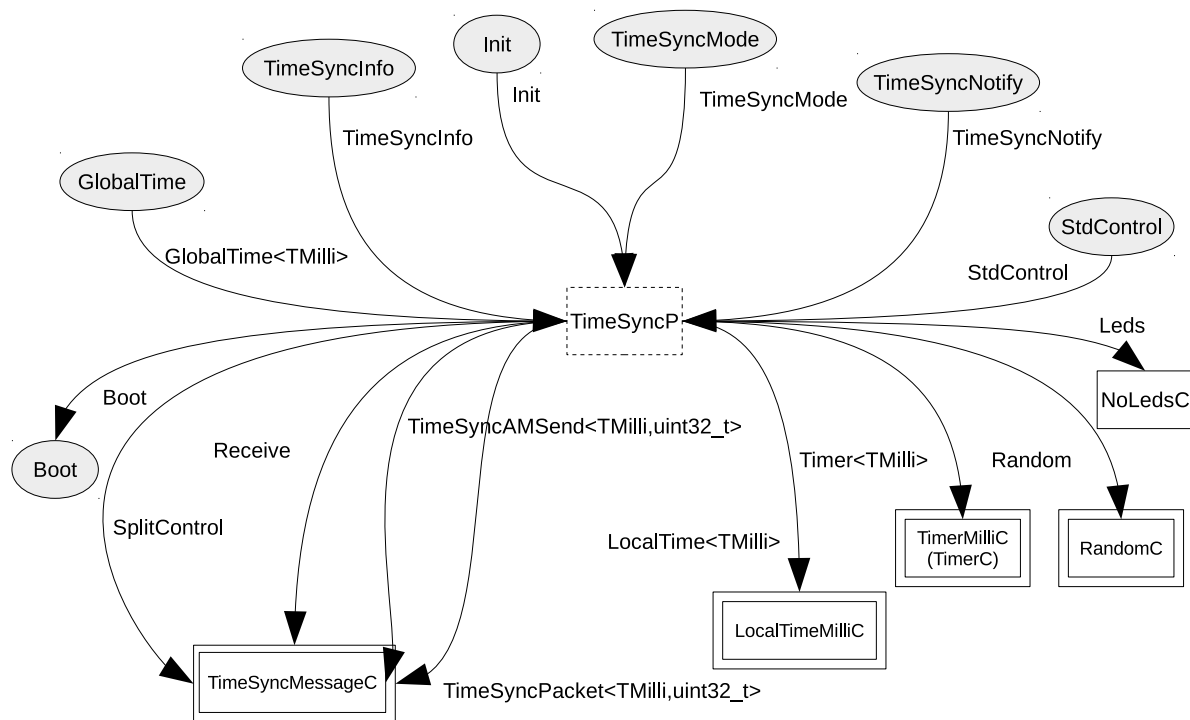 Init
TimeSyncMode
TimeSyncInfo
TimeSyncNotify
Init
TimeSyncMode
TimeSyncInfo
TimeSyncNotify
GlobalTime
StdControl
GlobalTime<TMilli>
StdControl
TimeSyncP
Leds
NoLedsC
Boot
TimeSyncAMSend<TMilli,uint32_t>
Receive
Timer<TMilli>
Random
Boot
SplitControl
LocalTime<TMilli>
TimerMilliC
(TimerC)
RandomC
LocalTimeMilliC
TimeSyncMessageC
TimeSyncPacket<TMilli,uint32_t>